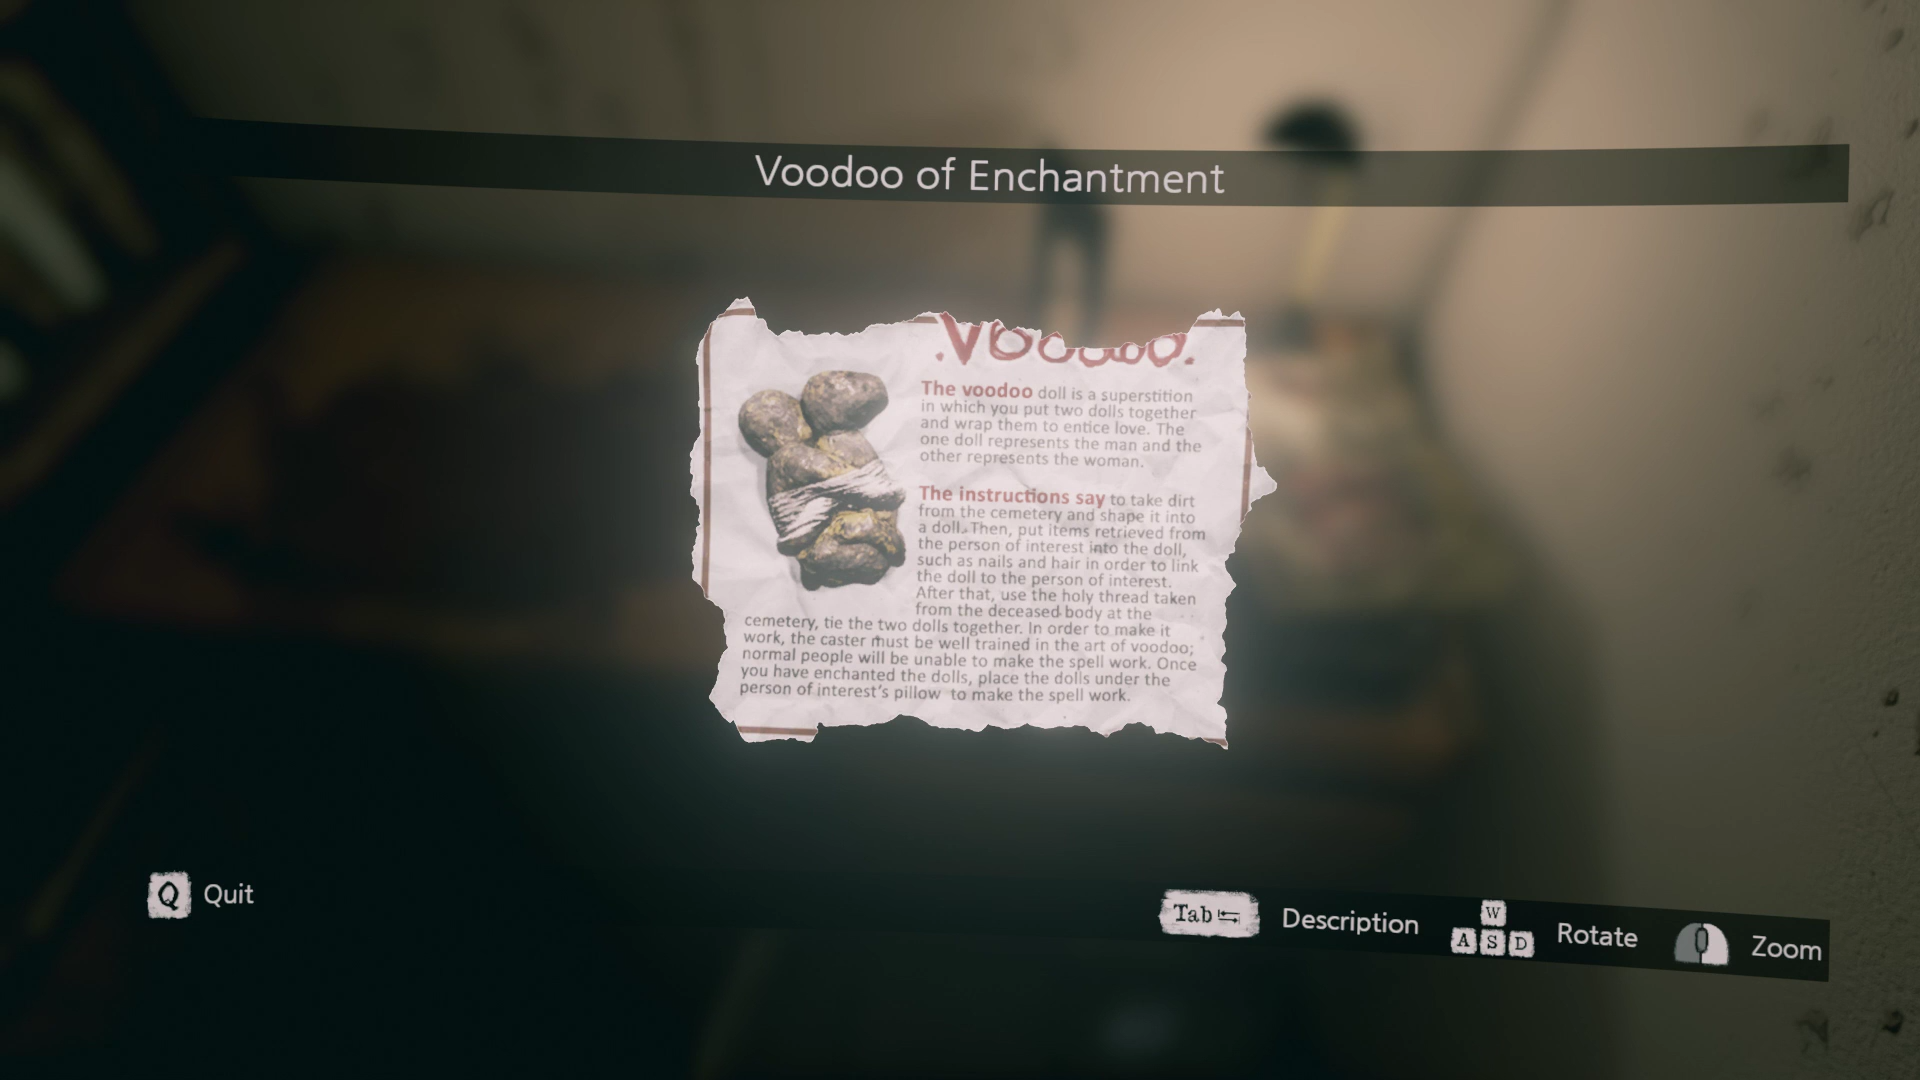 Voodoo of Enchantment
.Voodoo.
The voodoo doll is a superstition
in which you put two dolls together
and wrap them to entice love. The
one doll represents the man and the
other represents the woman.
The instructions say to take dirt
from the cemetery and shape it into
a doll. Then, put items retrieved from
the person of interest into the doll,
such as nails and hair in order to link
the doll to the person of interest.
After that, use the holy thread taken
from the deceased body at the
cemetery, tie the two dolls together. In order to make it
work, the caster must be well trained in the art of voodoo;
normal people will be unable to make the spell work. Once
you have enchanted the dolls, place the dolls under the
person of interest's pillow to make the spell work.
Q Quit
Tab Description W A S D Rotate Zoom